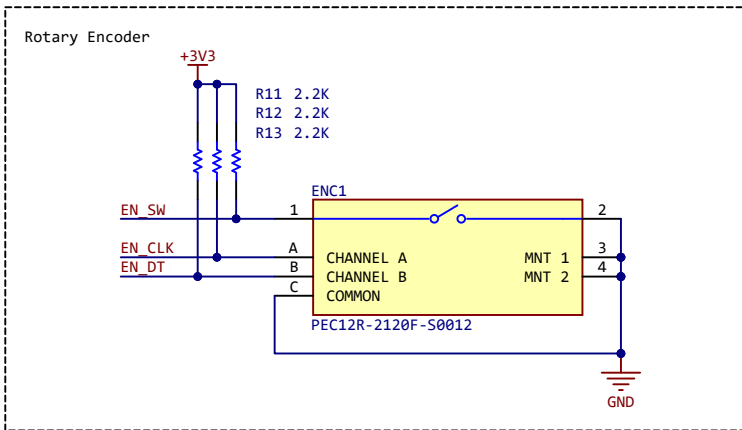 Rotary Encoder
+3V3
R11 2.2K
R12 2.2K
R13 2.2K
ENC1
EN_SW
1
2
EN_CLK
A
CHANNEL A
MNT 1
3
EN_DT
B
CHANNEL B
MNT 2
4
C
COMMON
PEC12R-2120F-S0012
GND